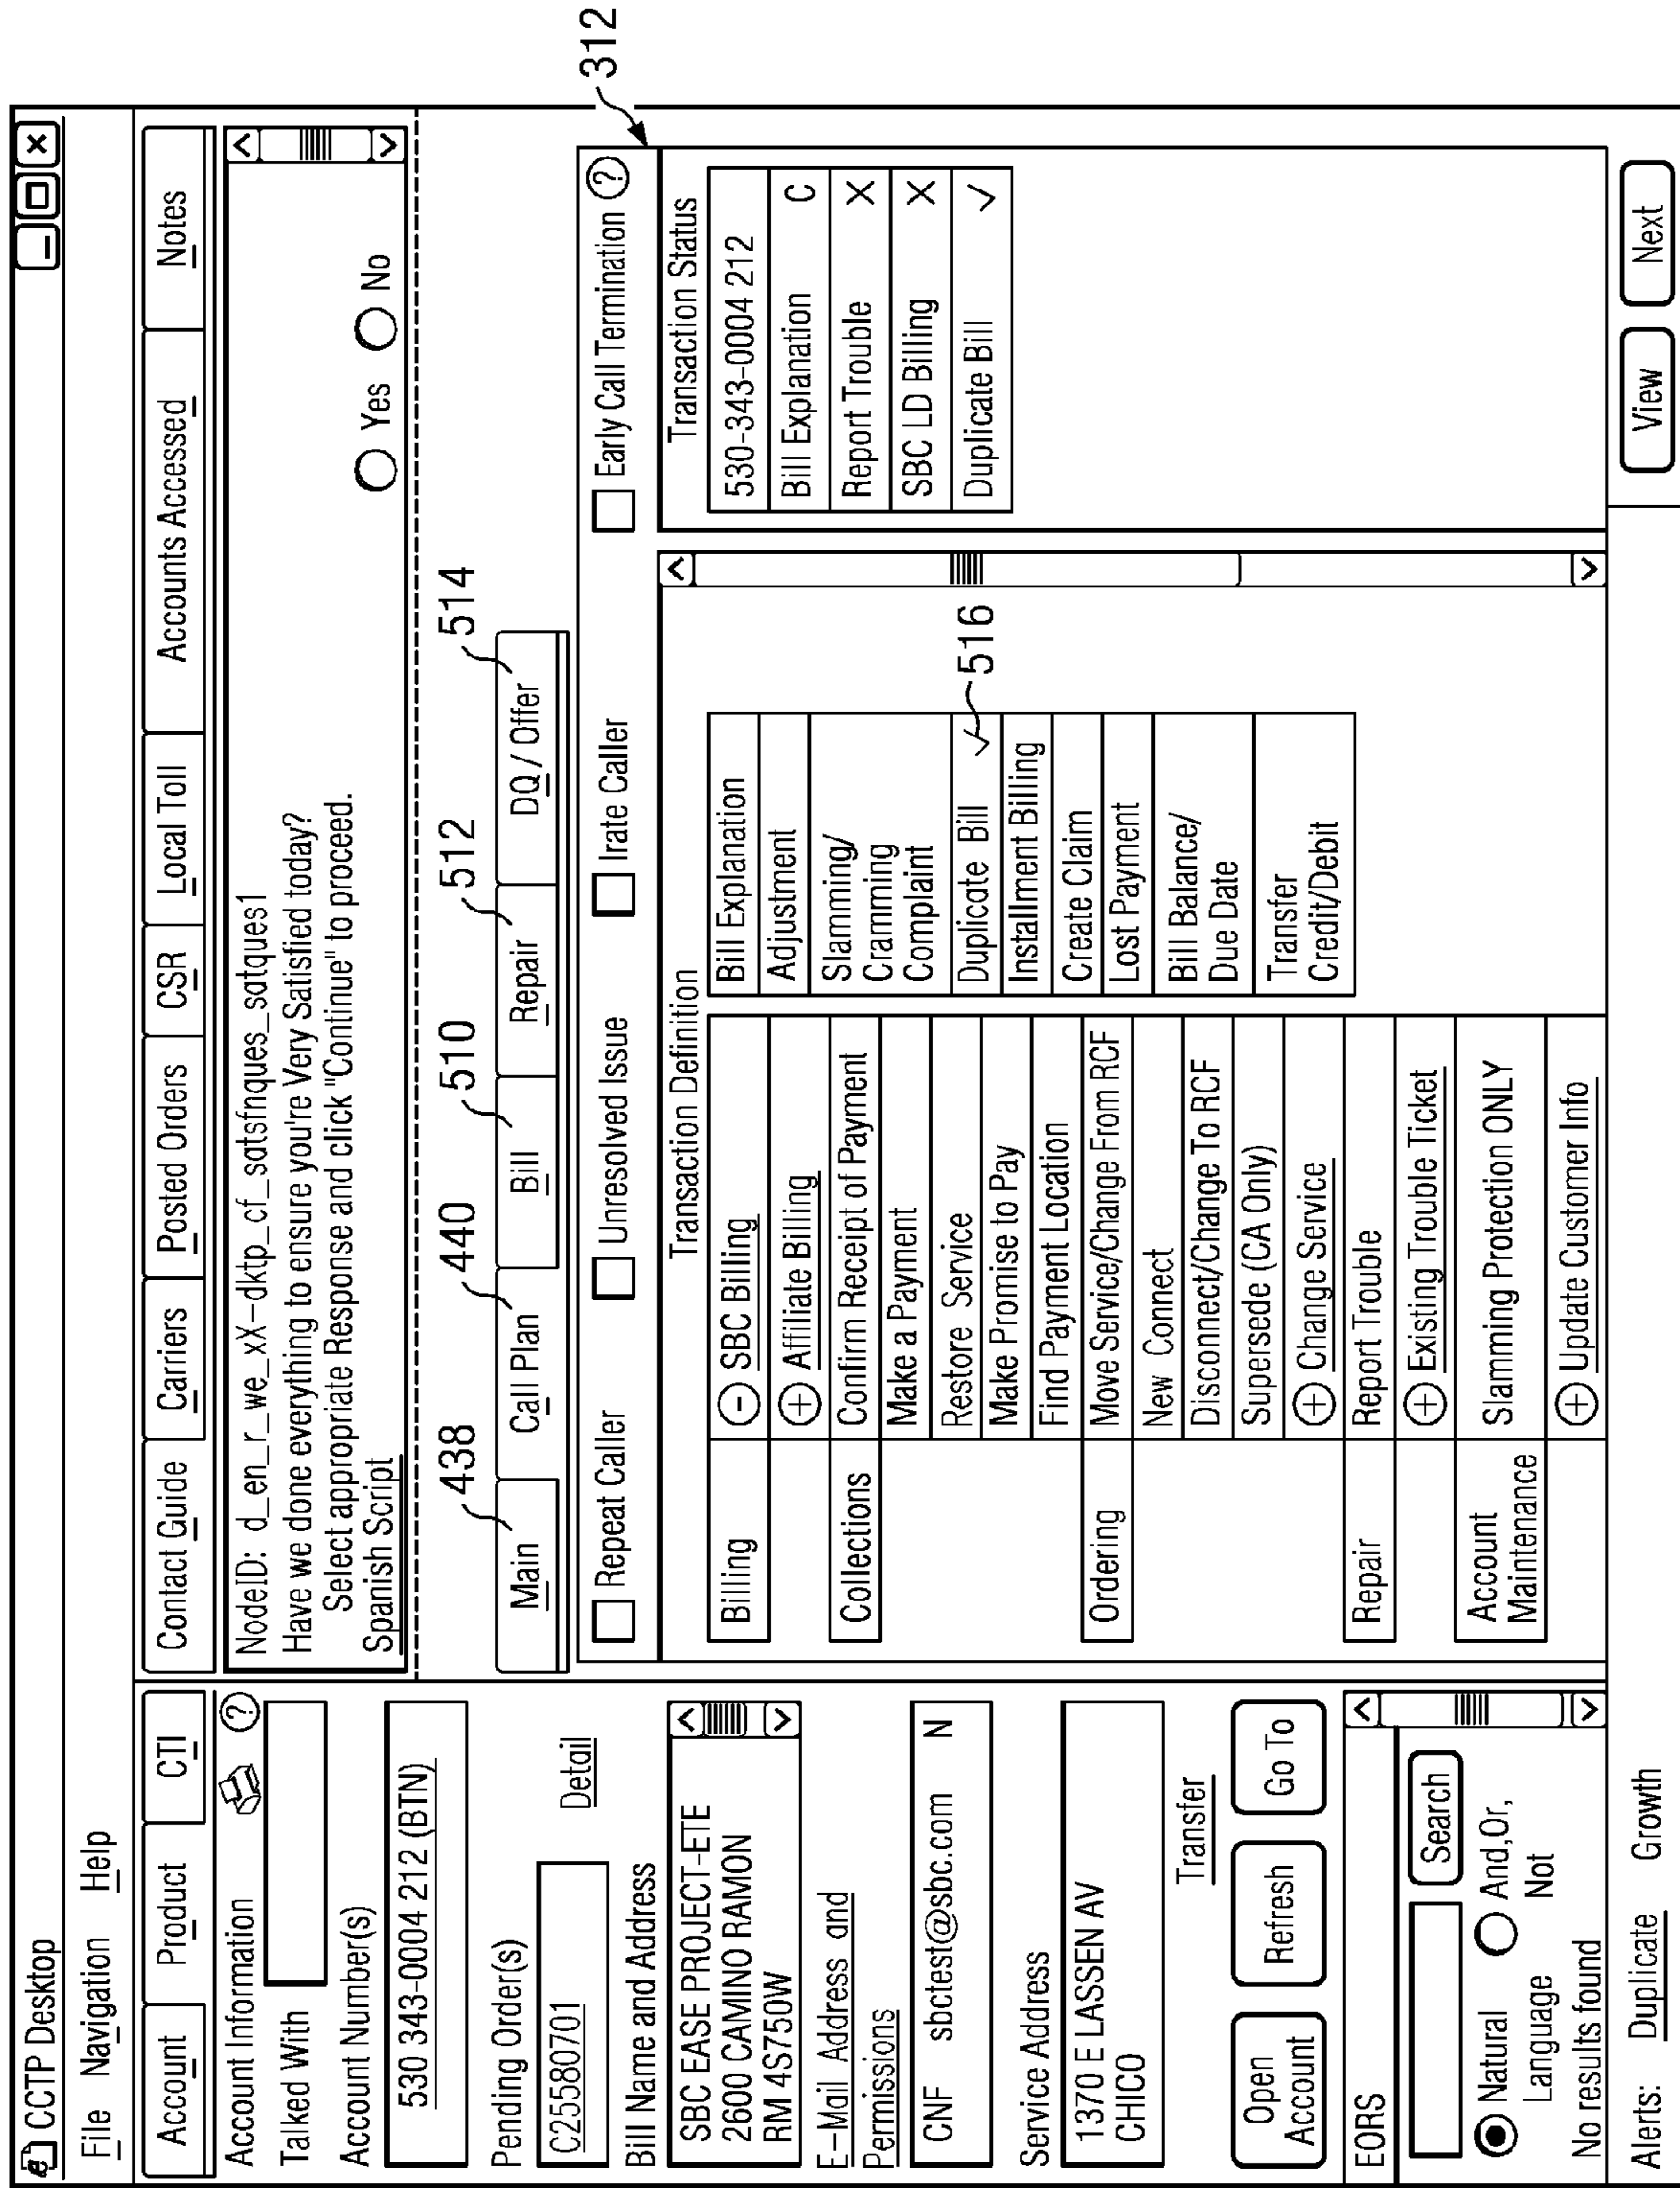 CCTP Desktop
File Navigation Help
Account Product CTI
Account Information ?
Talked With
Account Number(s)
530 343-0004 212 (BTN)
Pending Order(s)
C25580701 Detail
Bill Name and Address
SBC EASE PROJECT-ETE
2600 CAMINO RAMON
RM 4S750W
E-Mail Address and
Permissions
CNF sbctest@sbc.com N
Service Address
1370 E LASSEN AV
CHICO
Transfer
Open Account Refresh Go To
EORS
Search
Natural Language And,Or, Not
No results found
Alerts: Duplicate Growth
Contact Guide Carriers Posted Orders CSR Local Toll Accounts Accessed Notes
NodeID: d_en_r_we_xX-dktp_cf_satsfnques_satques1
Have we done everything to ensure you're Very Satisfied today?
Select appropriate Response and click "Continue" to proceed.
Spanish Script
Yes No
438 440 510 512 514
Main Call Plan Bill Repair DQ / Offer
Repeat Caller Unresolved Issue Irate Caller Early Call Termination ?
312
Transaction Definition
Billing
- SBC Billing
+ Affiliate Billing
Collections
Confirm Receipt of Payment
Make a Payment
Restore Service
Make Promise to Pay
Find Payment Location
Ordering
Move Service/Change From RCF
New Connect
Disconnect/Change To RCF
Supersede (CA Only)
+ Change Service
Repair
Report Trouble
+ Existing Trouble Ticket
Account
Maintenance
Slamming Protection ONLY
+ Update Customer Info
Bill Explanation
Adjustment
Slamming/
Cramming
Complaint
Duplicate Bill ✓ 516
Installment Billing
Create Claim
Lost Payment
Bill Balance/
Due Date
Transfer
Credit/Debit
Transaction Status
530-343-0004 212
Bill Explanation C
Report Trouble X
SBC LD Billing X
Duplicate Bill ✓
View Next